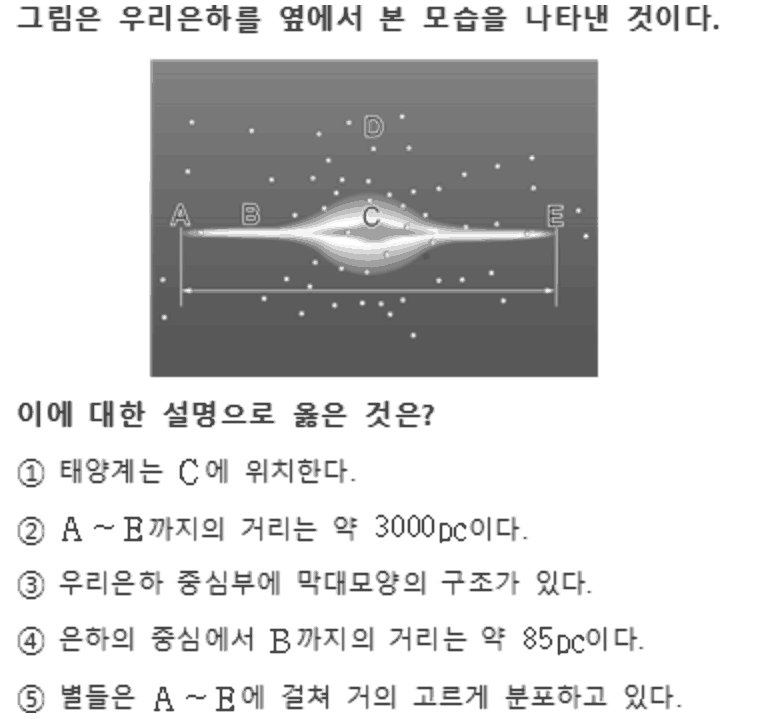 그림은 우리은하를 옆에서 본 모습을 나타낸 것이다.
D
A B C E
이에 대한 설명으로 옳은 것은?
① 태양계는 C에 위치한다.
② A ~ E까지의 거리는 약 3000pc이다.
③ 우리은하 중심부에 막대모양의 구조가 있다.
④ 은하의 중심에서 B까지의 거리는 약 85pc이다.
⑤ 별들은 A ~ E에 걸쳐 거의 고르게 분포하고 있다.